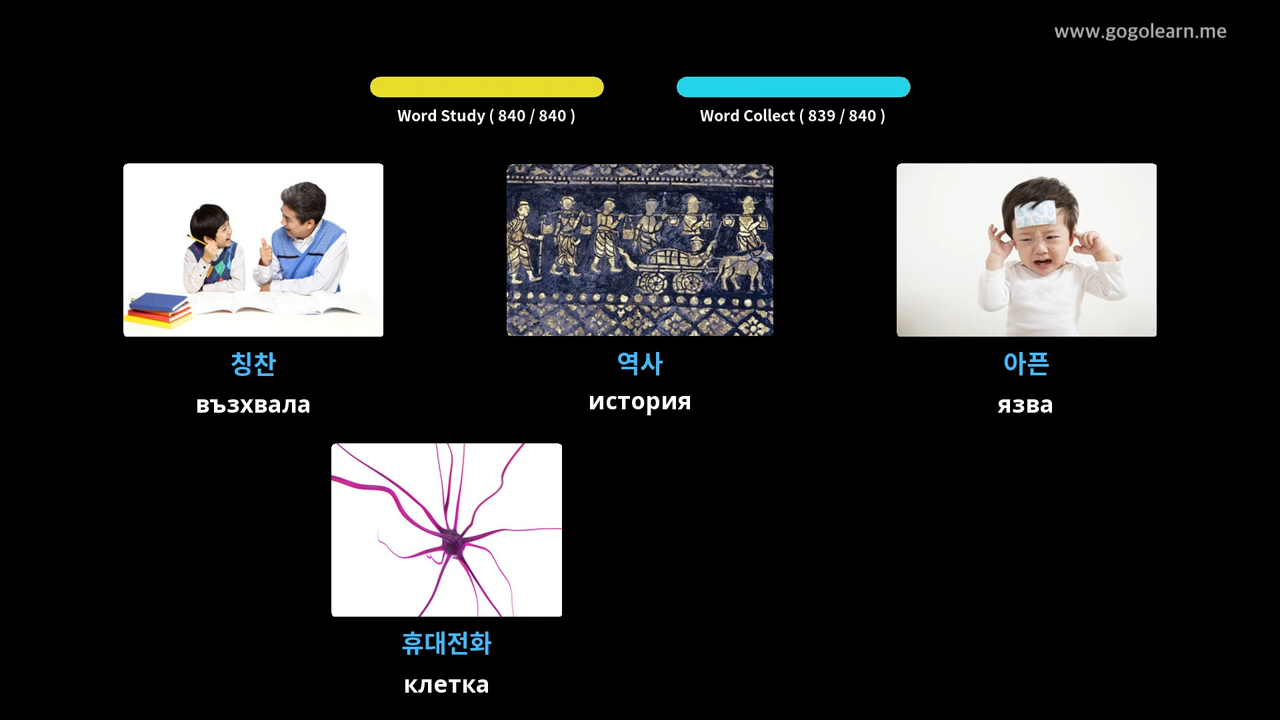 www.gogolearn.me
Word Study ( 840 / 840 )
Word Collect ( 839 / 840 )
칭찬
역사
아픈
възхвала
история
язва
휴대전화
клетка